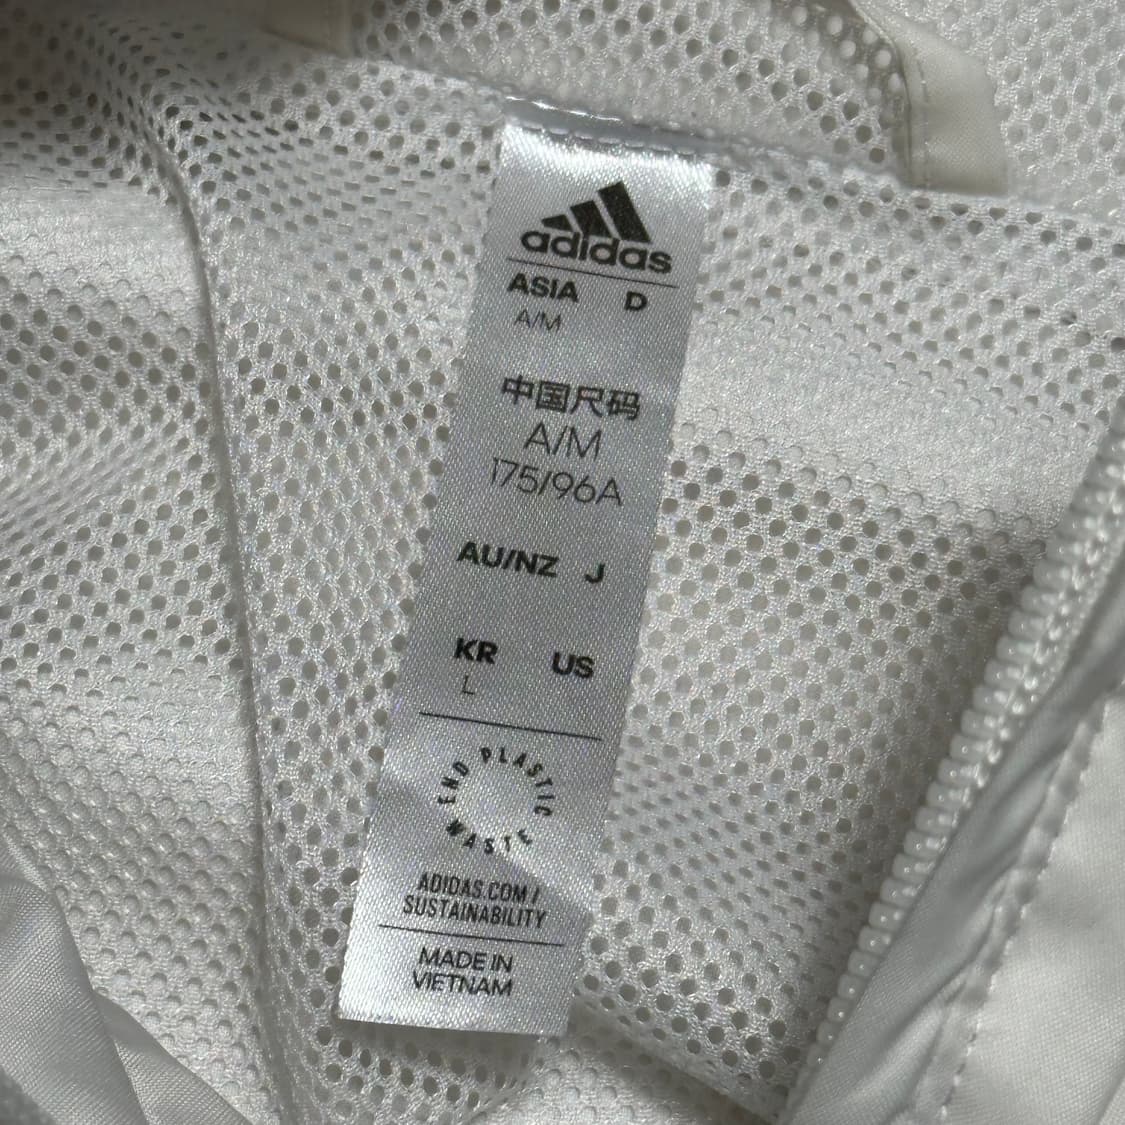 adidas
ASIA D
A/M
中国尺码
A/M
175/96A
AU/NZ J
KR US
L
END PLASTIC WASTE
ADIDAS.COM/
SUSTAINABILITY
MADE IN
VIETNAM